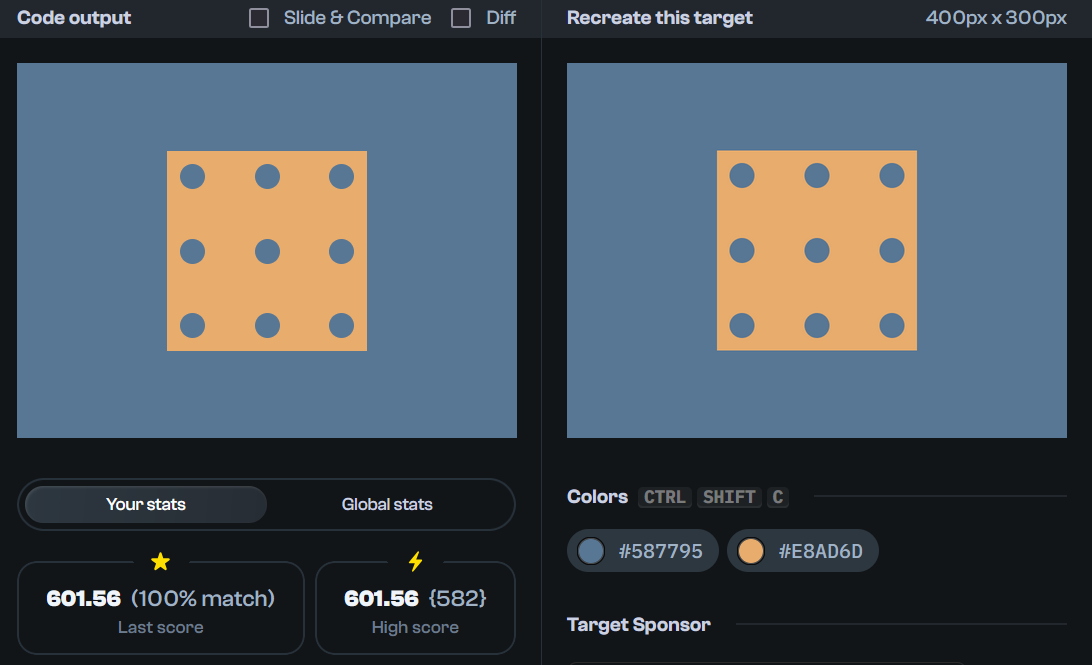 Code output
Slide & Compare
Diff
Recreate this target
400px x 300px
Your stats
Global stats
601.56 (100% match)
Last score
601.56 {582}
High score
Colors CTRL SHIFT C
#587795
#E8AD6D
Target Sponsor